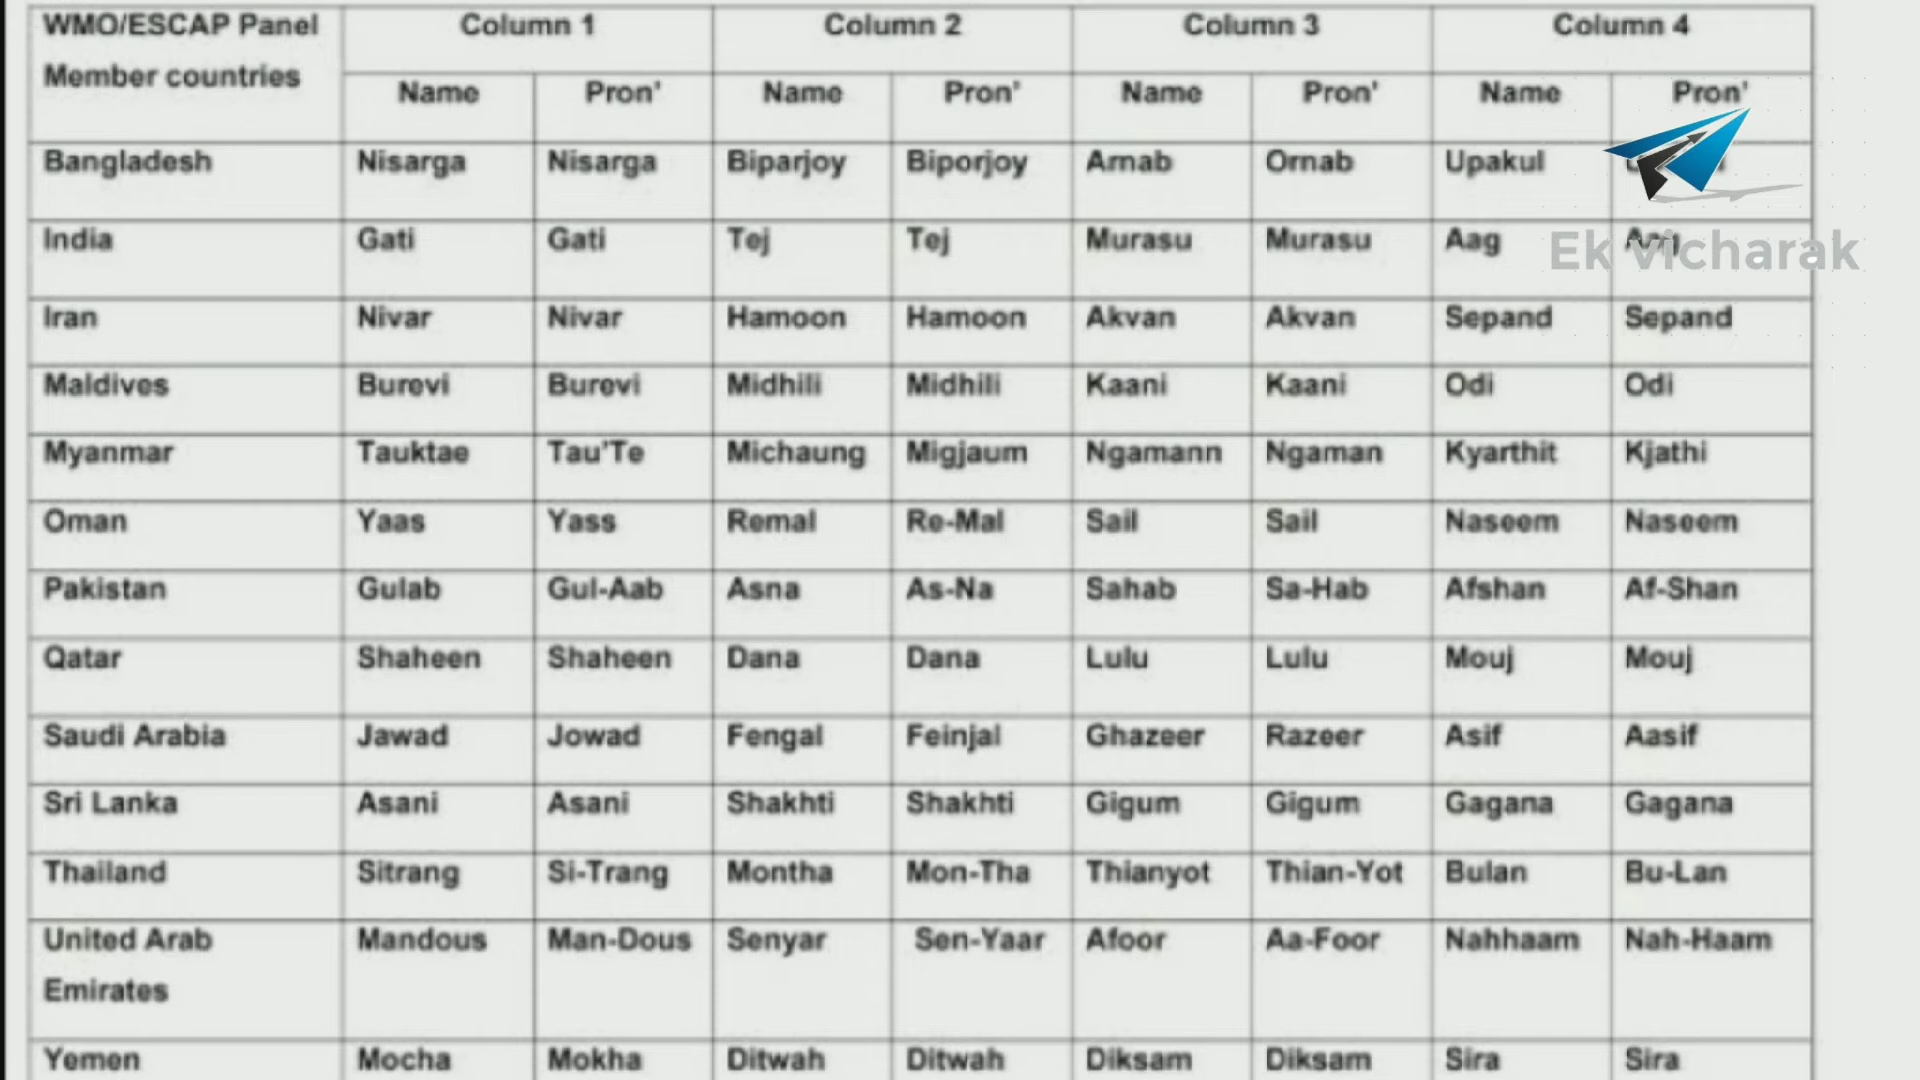 WMO/ESCAP Panel Column 1 Column 2 Column 3 Column 4
Member countries Name Pron' Name Pron' Name Pron' Name Pron'
Bangladesh Nisarga Nisarga Biparjoy Biporjoy Arnab Ornab Upakul
India Gati Gati Tej Tej Murasu Murasu Aag Aag
Ek Vicharak
Iran Nivar Nivar Hamoon Hamoon Akvan Akvan Sepand Sepand
Maldives Burevi Burevi Midhili Midhili Kaani Kaani Odi Odi
Myanmar Tauktae Tau'Te Michaung Migjaum Ngamann Ngaman Kyarthit Kjathi
Oman Yaas Yass Remal Re-Mal Sail Sail Naseem Naseem
Pakistan Gulab Gul-Aab Asna As-Na Sahab Sa-Hab Afshan Af-Shan
Qatar Shaheen Shaheen Dana Dana Lulu Lulu Mouj Mouj
Saudi Arabia Jawad Jowad Fengal Feinjal Ghazeer Razeer Asif Aasif
Sri Lanka Asani Asani Shakhti Shakhti Gigum Gigum Gagana Gagana
Thailand Sitrang Si-Trang Montha Mon-Tha Thianyot Thian-Yot Bulan Bu-Lan
United Arab Mandous Man-Dous Senyar Sen-Yaar Afoor Aa-Foor Nahhaam Nah-Haam
Emirates
Yemen Mocha Mokha Ditwah Ditwah Diksam Diksam Sira Sira